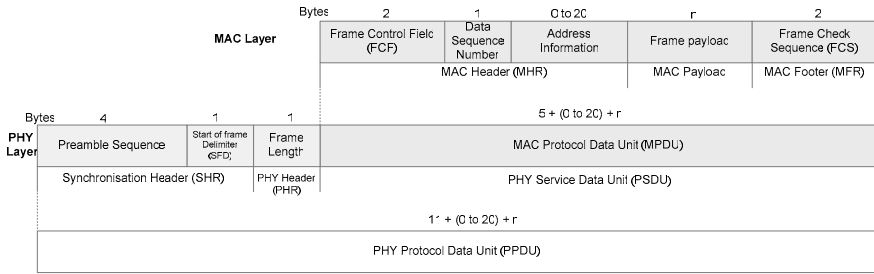 Bytes 2 1 0 to 20 r 2
MAC Layer
Frame Control Field
(FCF)
Data
Sequence
Number
Address
Information
Frame payload
Frame Check
Sequence (FCS)
MAC Header (MHR)
MAC Payload
MAC Footer (MFR)
Bytes 4 1 1 5 + (0 to 20) + r
PHY
Layer
Preamble Sequence
Start of frame
Delimiter
(SFD)
Frame
Length
MAC Protocol Data Unit (MPDU)
Synchronisation Header (SHR)
PHY Header
(PHR)
PHY Service Data Unit (PSDU)
11 + (0 to 20) + r
PHY Protocol Data Unit (PPDU)